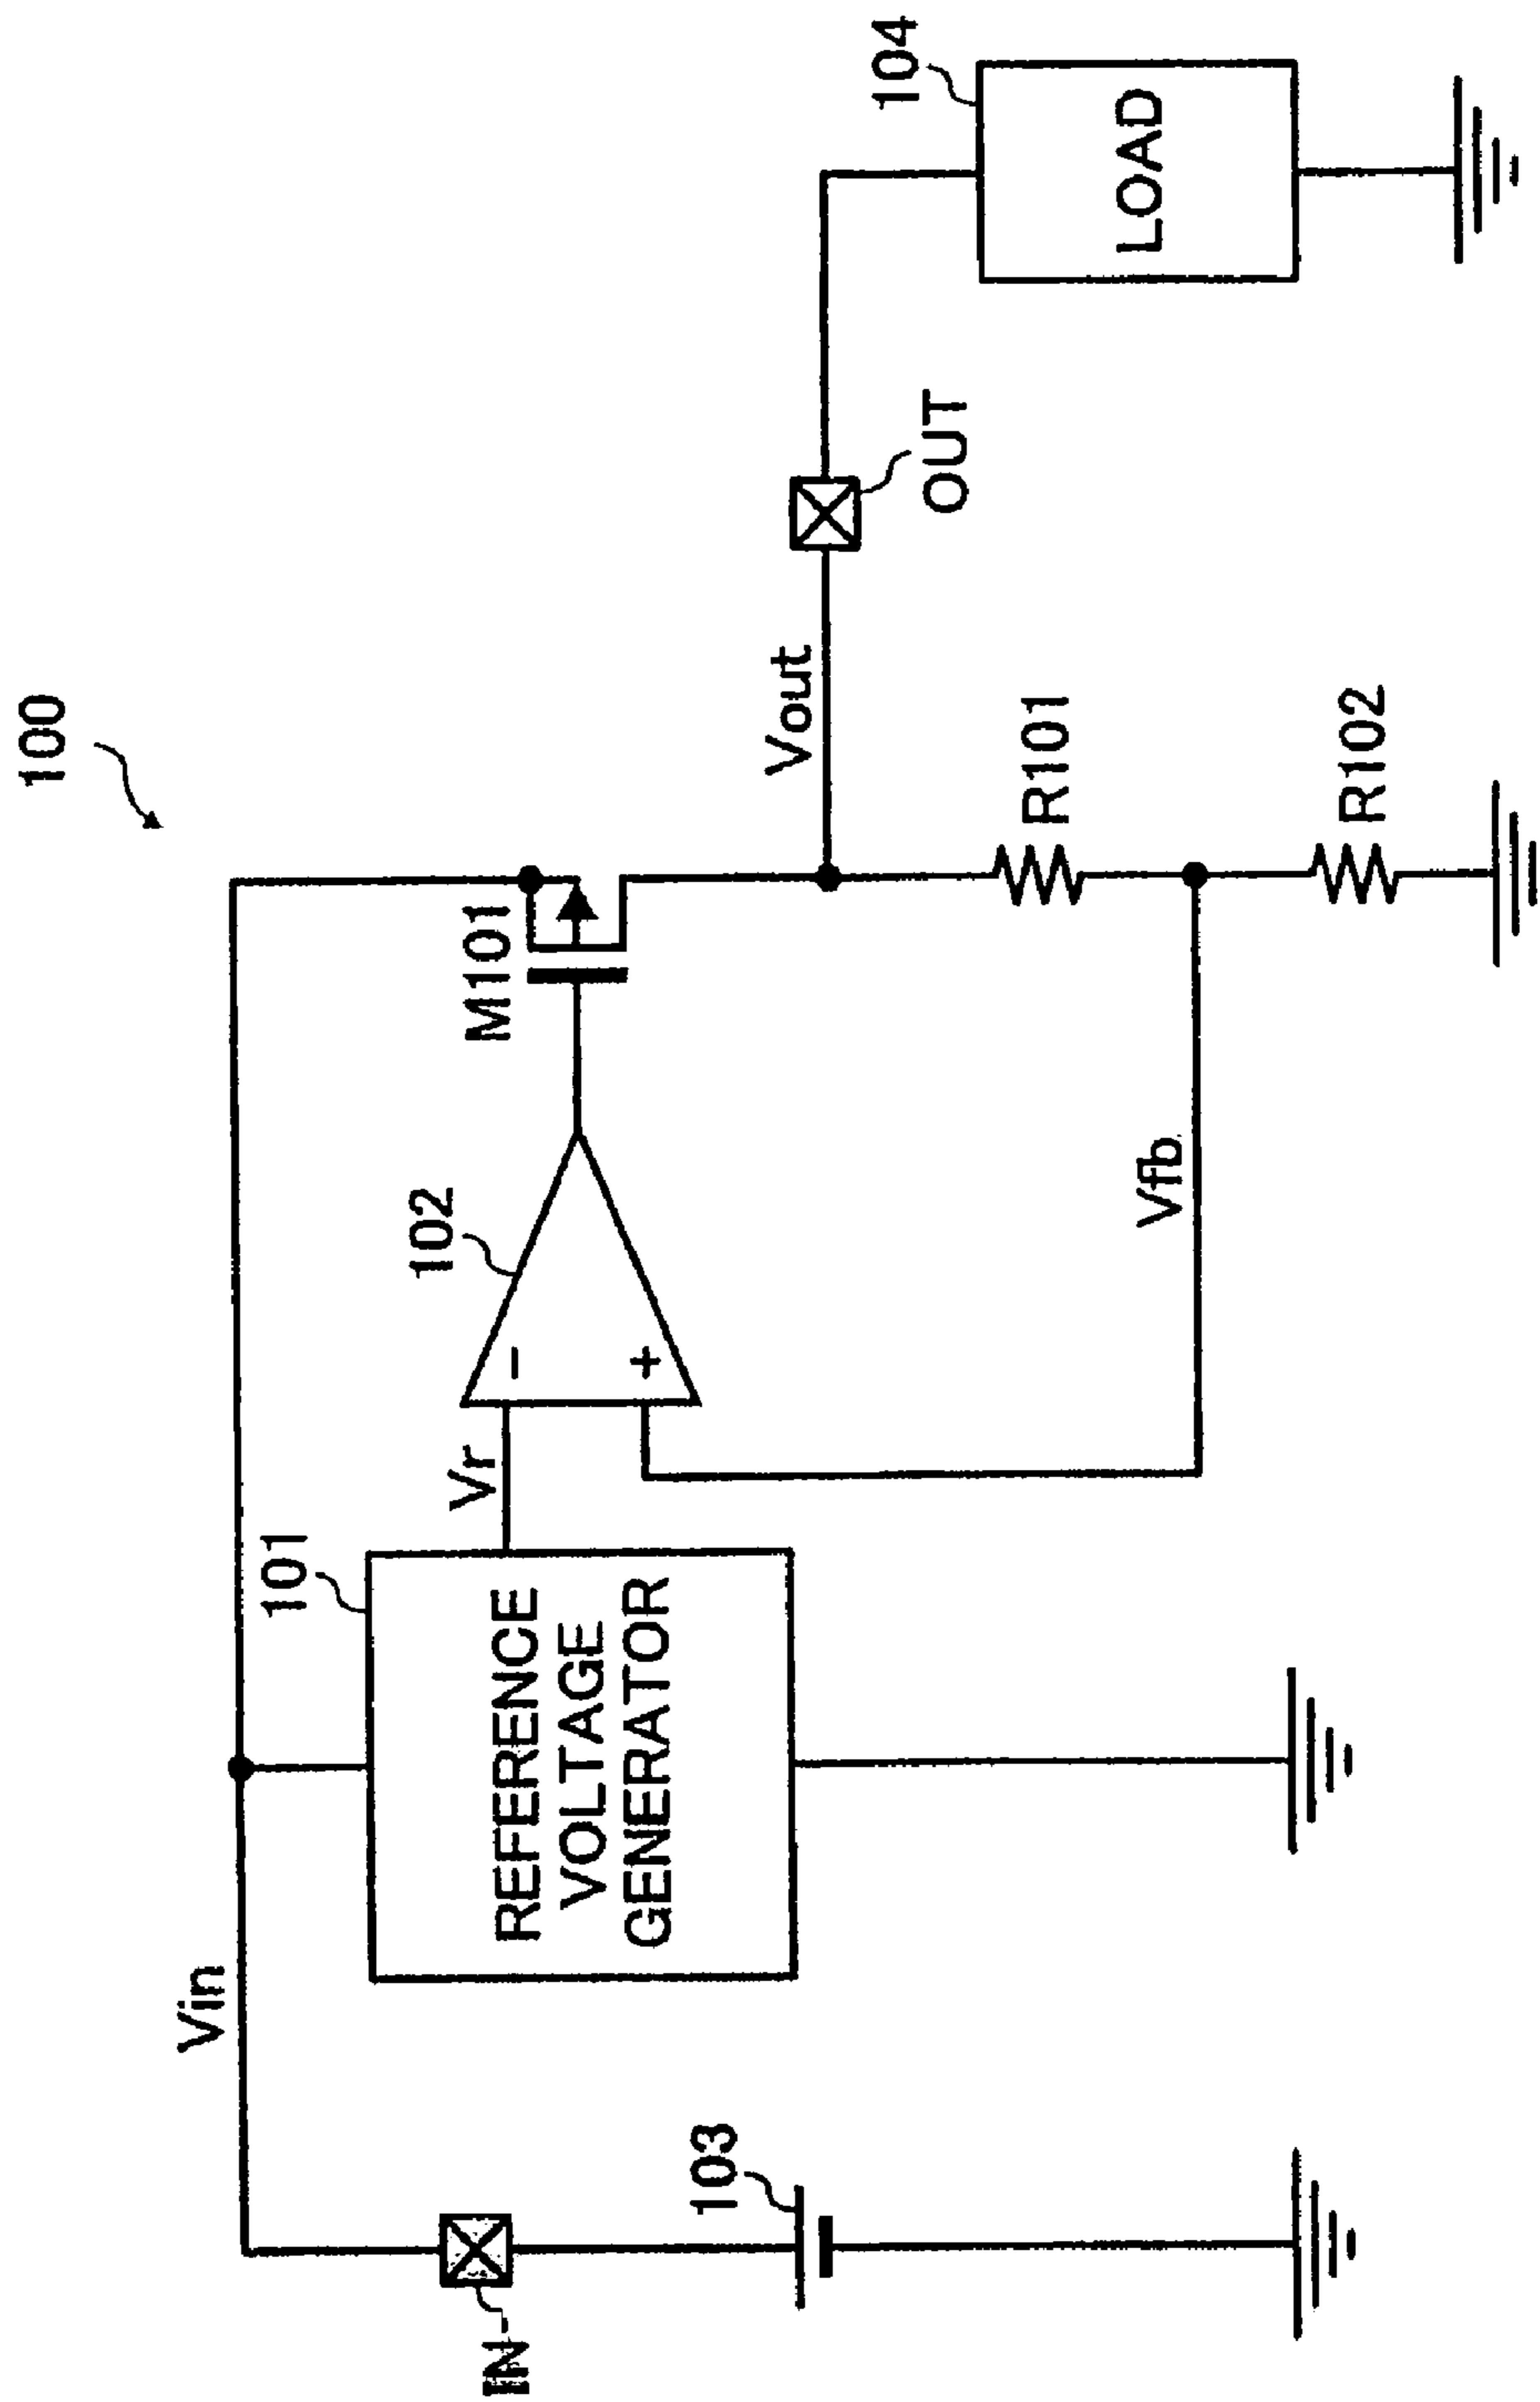 100
Vin
101
REFERENCE
VOLTAGE
GENERATOR
Vr
102
-
+
M101
Vout
OUT
104
LOAD
IN
103
Vfb
R101
R102